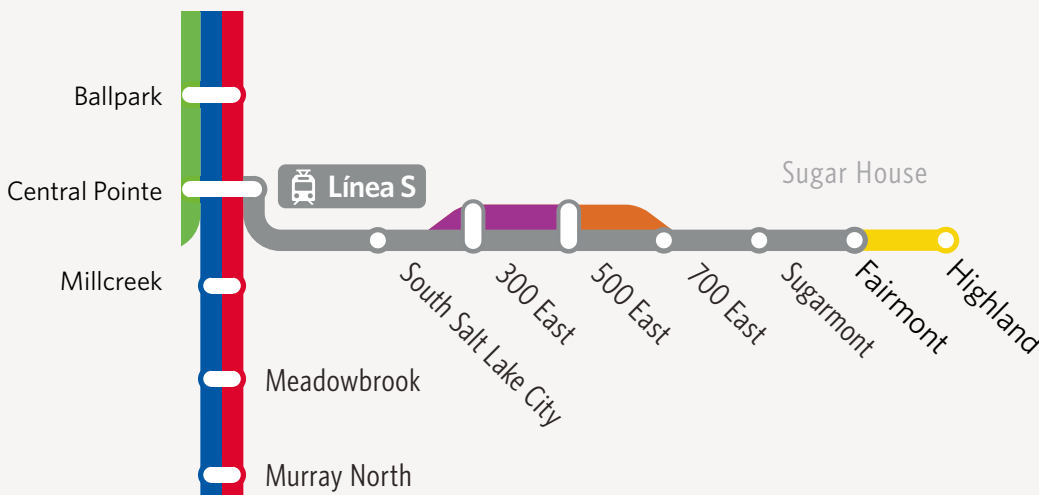 Ballpark
Central Pointe
Línea S
Sugar House
Millcreek
South Salt Lake City
300 East
500 East
700 East
Sugarmont
Fairmont
Highland
Meadowbrook
Murray North